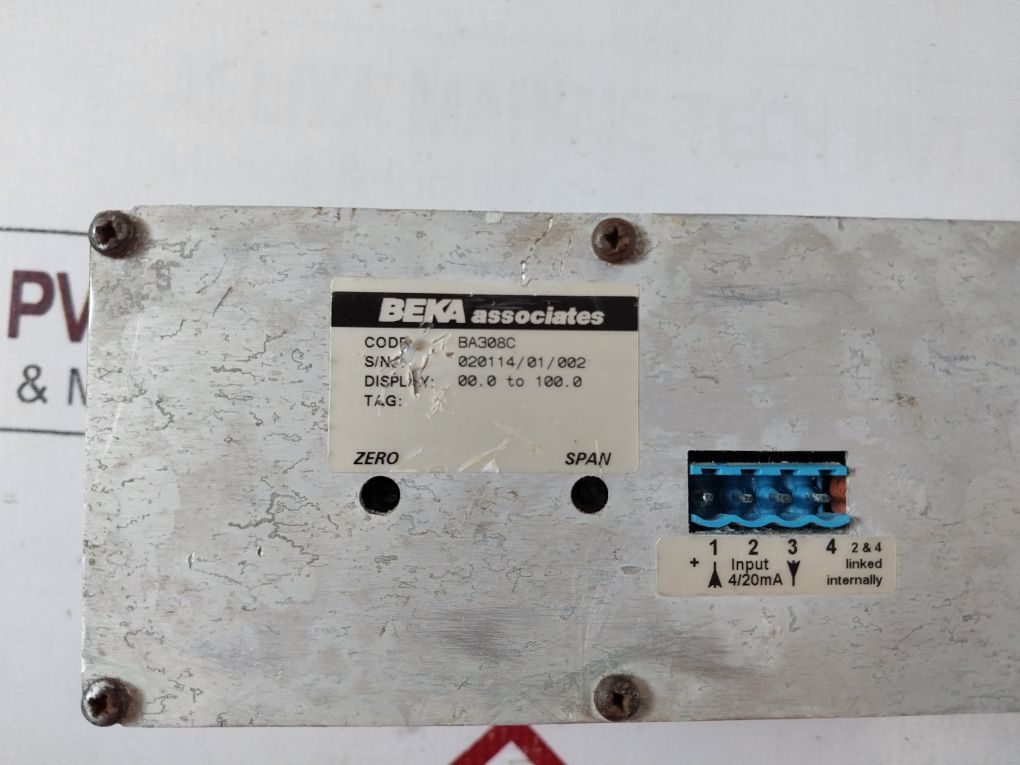 PV
& M
BEKA associates
CODE: BA308C
S/N: 020114/01/002
DISPLAY: 00.0 to 100.0
TAG:
ZERO SPAN
1 2 3 4 2 & 4
+ Input linked
4/20mA internally